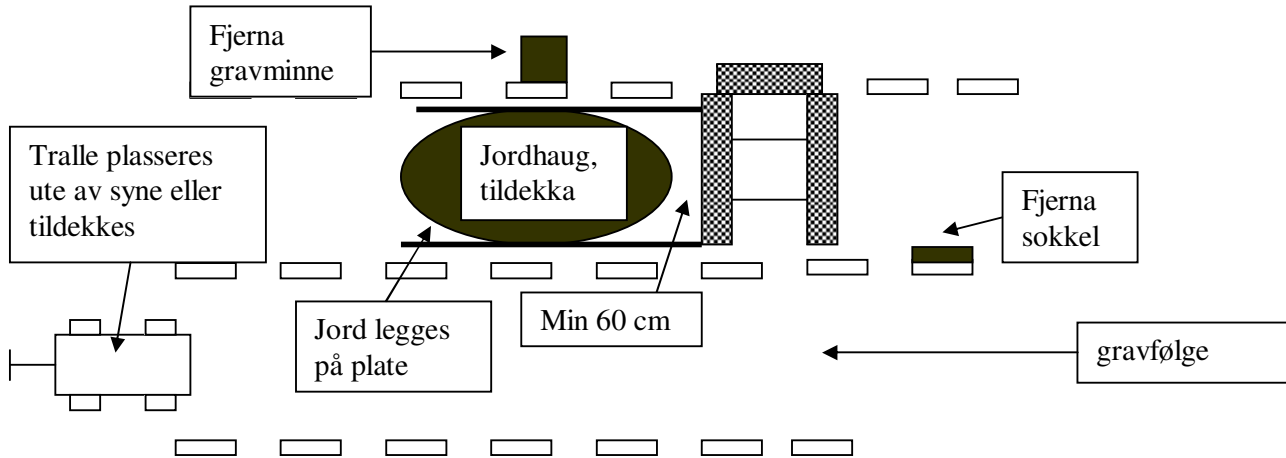 Fjerna
gravminne
Tralle plasseres
ute av syne eller
tildekkes
Jordhaug,
tildekka
Fjerna
sokkel
Jord legges
på plate
Min 60 cm
gravfølge